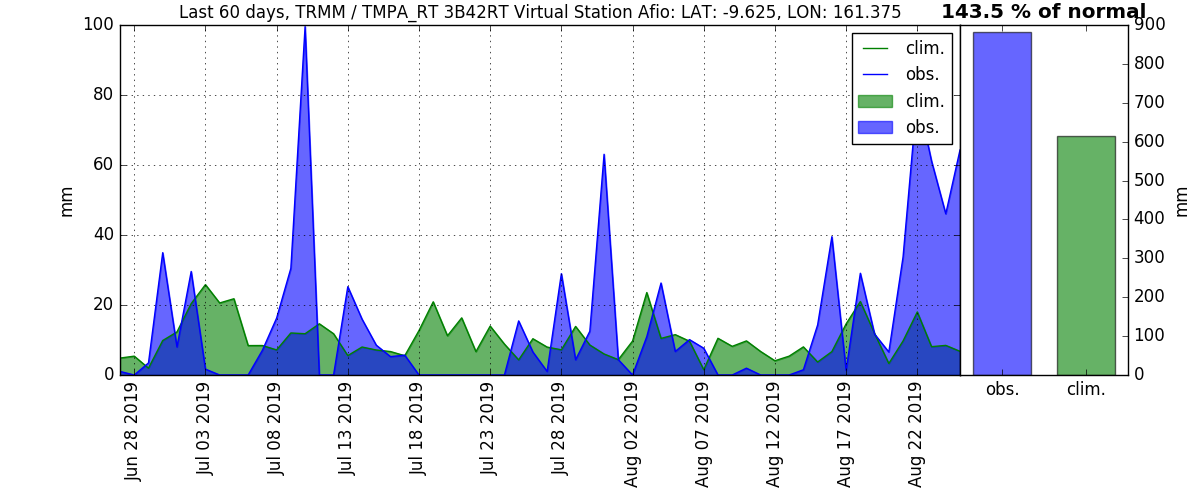 Last 60 days, TRMM / TMPA_RT 3B42RT Virtual Station Afio: LAT: -9.625, LON: 161.375
143.5 % of normal
clim.
obs.
clim.
obs.
100
80
60
40
20
0
mm
Jun 28 2019
Jul 03 2019
Jul 08 2019
Jul 13 2019
Jul 18 2019
Jul 23 2019
Jul 28 2019
Aug 02 2019
Aug 07 2019
Aug 12 2019
Aug 17 2019
Aug 22 2019
900
800
700
600
500
400
300
200
100
0
mm
obs.
clim.